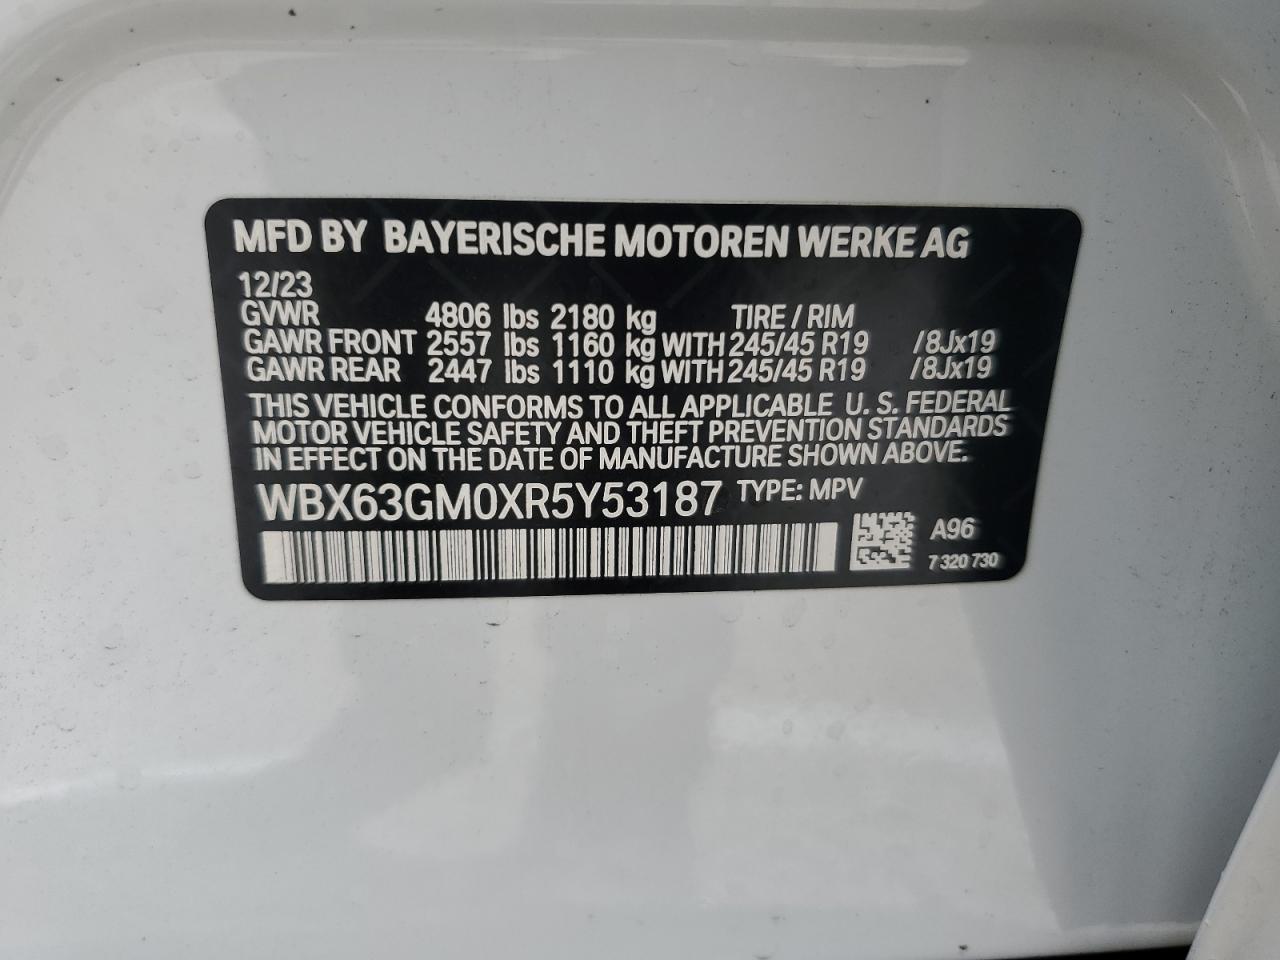 MFD BY BAYERISCHE MOTOREN WERKE AG
12/23
GVWR 4806 lbs 2180 kg TIRE / RIM
GAWR FRONT 2557 lbs 1160 kg WITH 245/45 R19 /8Jx19
GAWR REAR 2447 lbs 1110 kg WITH 245/45 R19 /8Jx19
THIS VEHICLE CONFORMS TO ALL APPLICABLE U. S. FEDERAL
MOTOR VEHICLE SAFETY AND THEFT PREVENTION STANDARDS
IN EFFECT ON THE DATE OF MANUFACTURE SHOWN ABOVE.
WBX63GM0XR5Y53187 TYPE: MPV
A96
7 320 730